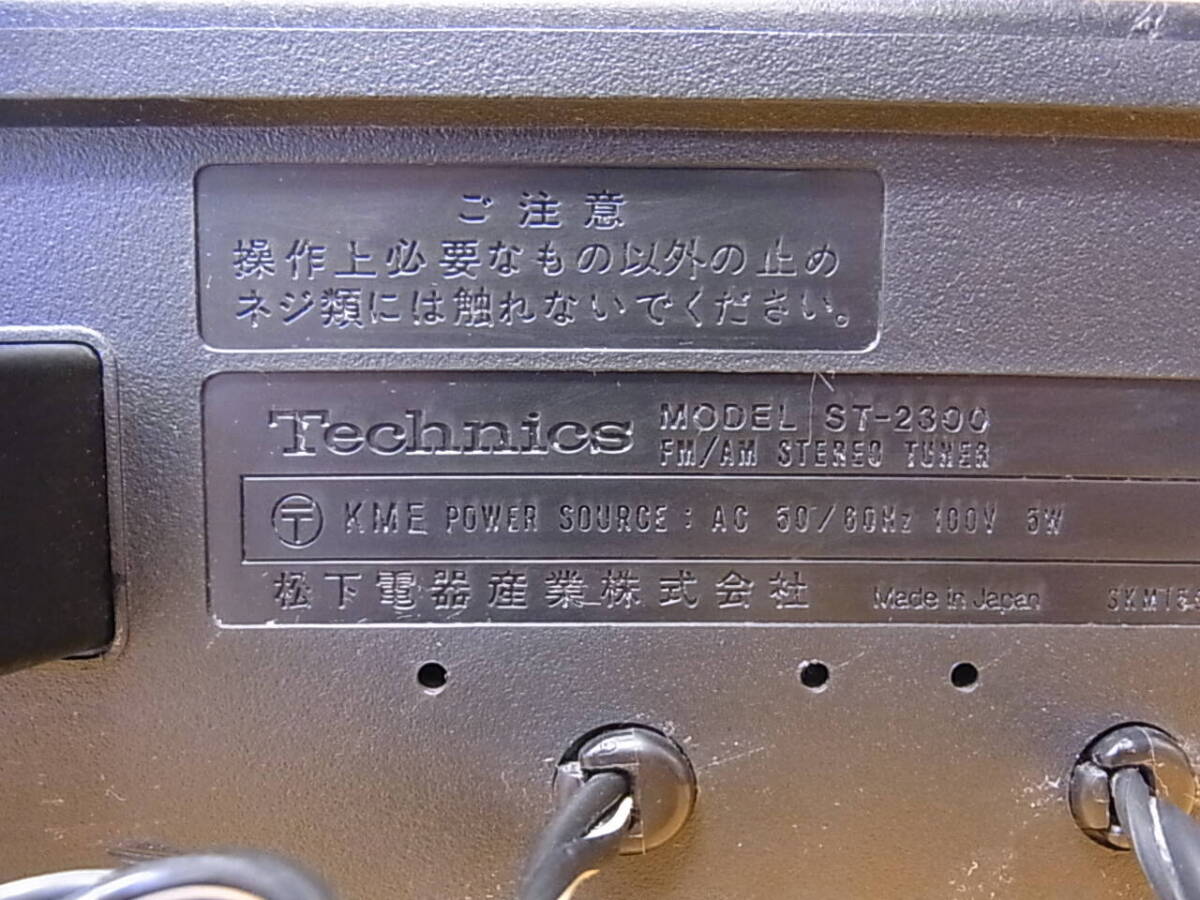 ご注意
操作上必要なもの以外の止め
ネジ類には触れないでください。
Technics MODEL ST-2300
FM/AM STEREO TUNER
〒 KME POWER SOURCE : AC 50/60Hz 100V 5W
松下電器産業株式会社 Made in Japan